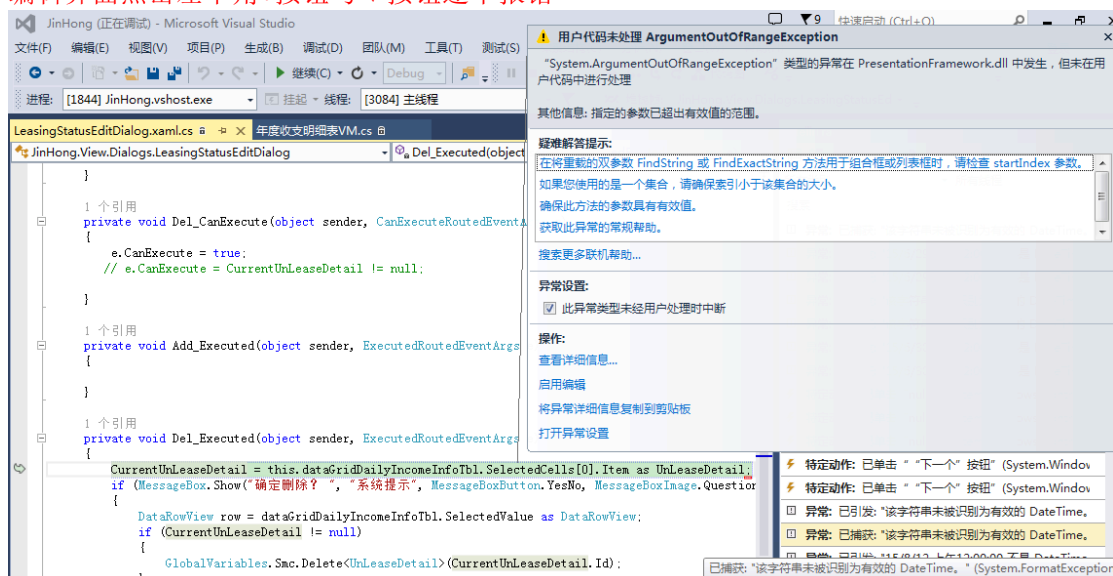 JinHong (正在调试) - Microsoft Visual Studio
9
快速启动 (Ctrl+Q)
文件(F) 编辑(E) 视图(V) 项目(P) 生成(B) 调试(D) 团队(M) 工具(T) 测试(S)
继续(C) Debug
进程: [1844] JinHong.vshost.exe 挂起 线程: [3084] 主线程
LeasingStatusEditDialog.xaml.cs 年度收支明细表VM.cs
JinHong.View.Dialogs.LeasingStatusEditDialog Del_Executed(object
}
1 个引用
private void Del_CanExecute(object sender, CanExecuteRoutedEventA
{
e.CanExecute = true;
// e.CanExecute = CurrentUnLeaseDetail != null;
}
1 个引用
private void Add_Executed(object sender, ExecutedRoutedEventArgs
{
}
1 个引用
private void Del_Executed(object sender, ExecutedRoutedEventArgs
{
CurrentUnLeaseDetail = this.dataGridDailyIncomeInfoTbl.SelectedCells[0].Item as UnLeaseDetail;
if (MessageBox.Show("确定删除? ", "系统提示", MessageBoxButton.YesNo, MessageBoxImage.Question
{
DataRowView row = dataGridDailyIncomeInfoTbl.SelectedValue as DataRowView;
if (CurrentUnLeaseDetail != null)
{
GlobalVariables.Smc.Delete<UnLeaseDetail>(CurrentUnLeaseDetail.Id);
用户代码未处理 ArgumentOutOfRangeException
"System.ArgumentOutOfRangeException" 类型的异常在 PresentationFramework.dll 中发生，但未在用
户代码中进行处理
其他信息: 指定的参数已超出有效值的范围。
疑难解答提示:
在将重载的双参数 FindString 或 FindExactString 方法用于组合框或列表框时，请检查 startIndex 参数。
如果您使用的是一个集合，请确保索引小于该集合的大小。
确保此方法的参数具有有效值。
获取此异常的常规帮助。
搜索更多联机帮助...
异常设置:
此异常类型未经用户处理时中断
操作:
查看详细信息...
启用编辑
将异常详细信息复制到剪贴板
打开异常设置
特定动作: 已单击 " "下一个" 按钮" (System.Window
特定动作: 已单击 " "下一个" 按钮" (System.Window
异常: 已引发: "该字符串未被识别为有效的 DateTime。
异常: 已捕获: "该字符串未被识别为有效的 DateTime。
已捕获: "该字符串未被识别为有效的 DateTime。" (System.FormatException